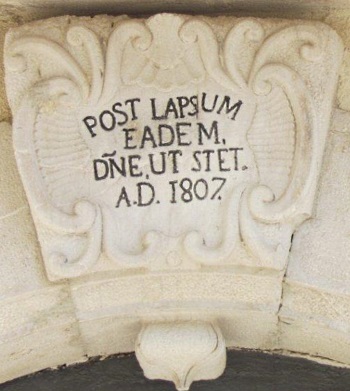 POST LAPSUM
EADEM,
DÑE, UT STET.
A.D. 1807.